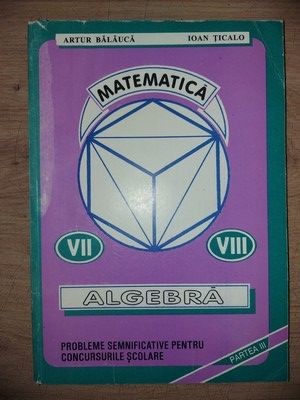 ARTUR BĂLĂUCĂ IOAN ȚICALO
MATEMATICĂ
VII VIII
ALGEBRĂ
PROBLEME SEMNIFICATIVE PENTRU
CONCURSURILE ȘCOLARE
PARTEA III